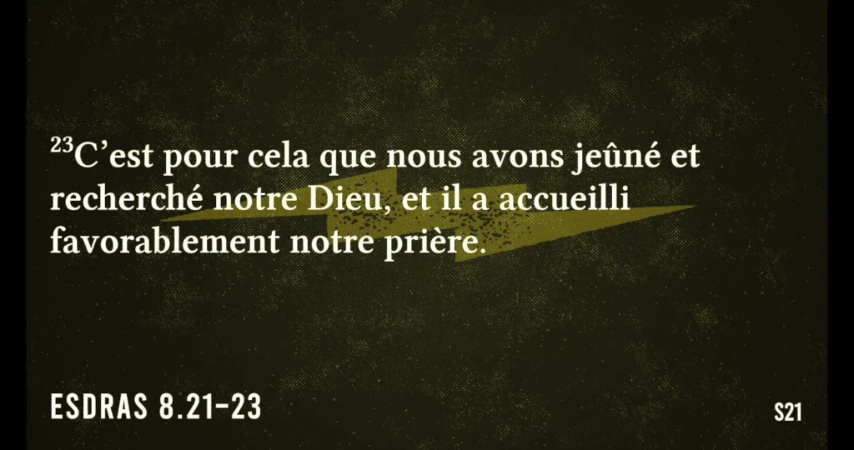 ²³C’est pour cela que nous avons jeûné et
recherché notre Dieu, et il a accueilli
favorablement notre prière.
ESDRAS 8.21–23
S21